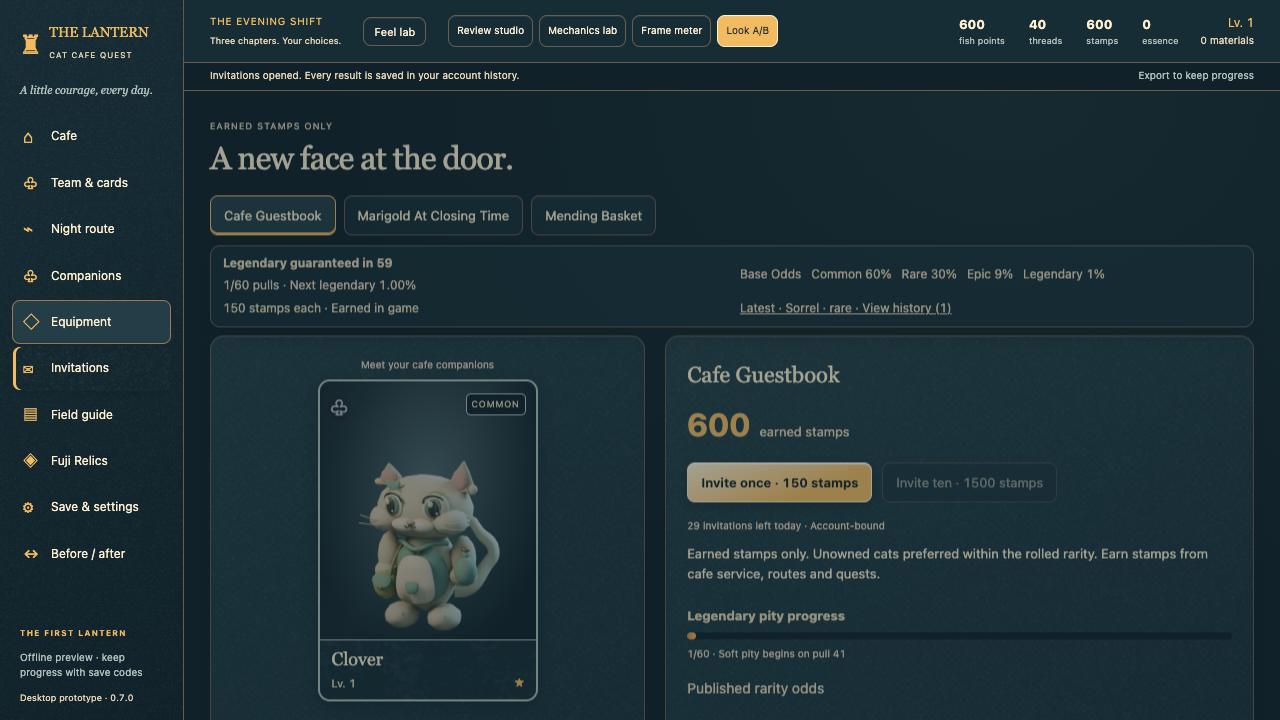 THE LANTERN
CAT CAFE QUEST
A little courage, every day.
Cafe
Team & cards
Night route
Companions
Equipment
Invitations
Field guide
Fuji Relics
Save & settings
Before / after
THE FIRST LANTERN
Offline preview · keep
progress with save codes
Desktop prototype · 0.7.0
THE EVENING SHIFT
Three chapters. Your choices.
Feel lab
Review studio
Mechanics lab
Frame meter
Look A/B
600
fish points
40
threads
600
stamps
0
essence
Lv. 1
0 materials
Invitations opened. Every result is saved in your account history.
Export to keep progress
EARNED STAMPS ONLY
A new face at the door.
Cafe Guestbook
Marigold At Closing Time
Mending Basket
Legendary guaranteed in 59
1/60 pulls · Next legendary 1.00%
150 stamps each · Earned in game
Base Odds Common 60% Rare 30% Epic 9% Legendary 1%
Latest · Sorrel · rare · View history (1)
Meet your cafe companions
COMMON
Clover
Lv. 1
Cafe Guestbook
600 earned stamps
Invite once · 150 stamps
Invite ten · 1500 stamps
29 invitations left today · Account-bound
Earned stamps only. Unowned cats preferred within the rolled rarity. Earn stamps from
cafe service, routes and quests.
Legendary pity progress
1/60 · Soft pity begins on pull 41
Published rarity odds